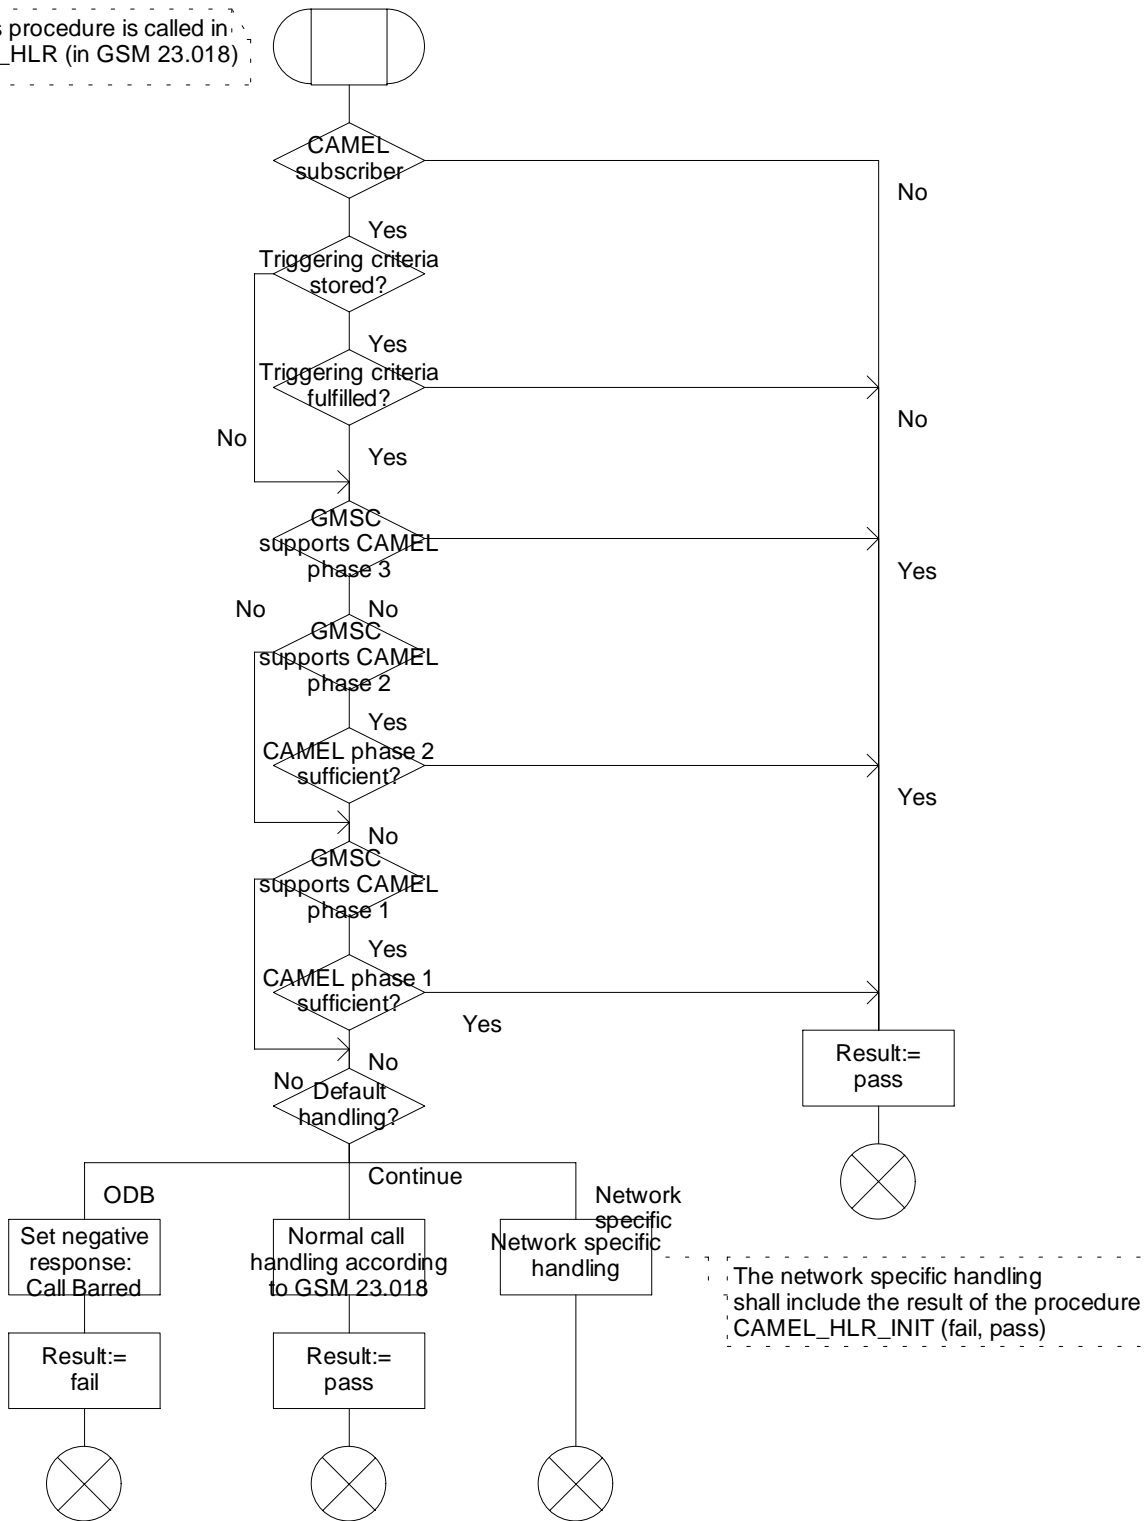 procedure is called in
_HLR (in GSM 23.018)
CAMEL
subscriber
No
Yes
Triggering criteria
stored?
Yes
Triggering criteria
fulfilled?
No
No
Yes
GMSC
supports CAMEL
phase 3
Yes
No
No
GMSC
supports CAMEL
phase 2
Yes
CAMEL phase 2
sufficient?
Yes
No
GMSC
supports CAMEL
phase 1
Yes
CAMEL phase 1
sufficient?
Yes
No
No
Default
handling?
Result:=
pass
ODB
Continue
Network
specific
Set negative
response:
Call Barred
Normal call
handling according
to GSM 23.018
Network specific
handling
The network specific handling
shall include the result of the procedure
CAMEL_HLR_INIT (fail, pass)
Result:=
fail
Result:=
pass